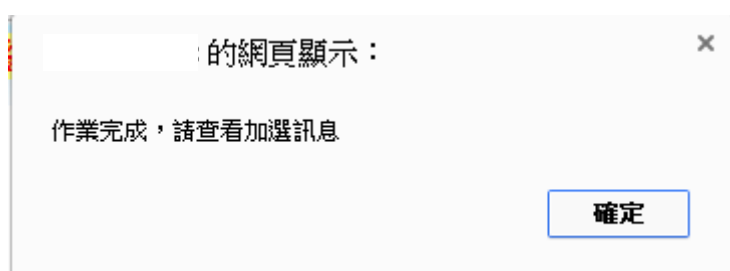 的網頁顯示：
作業完成，請查看加選訊息
確定